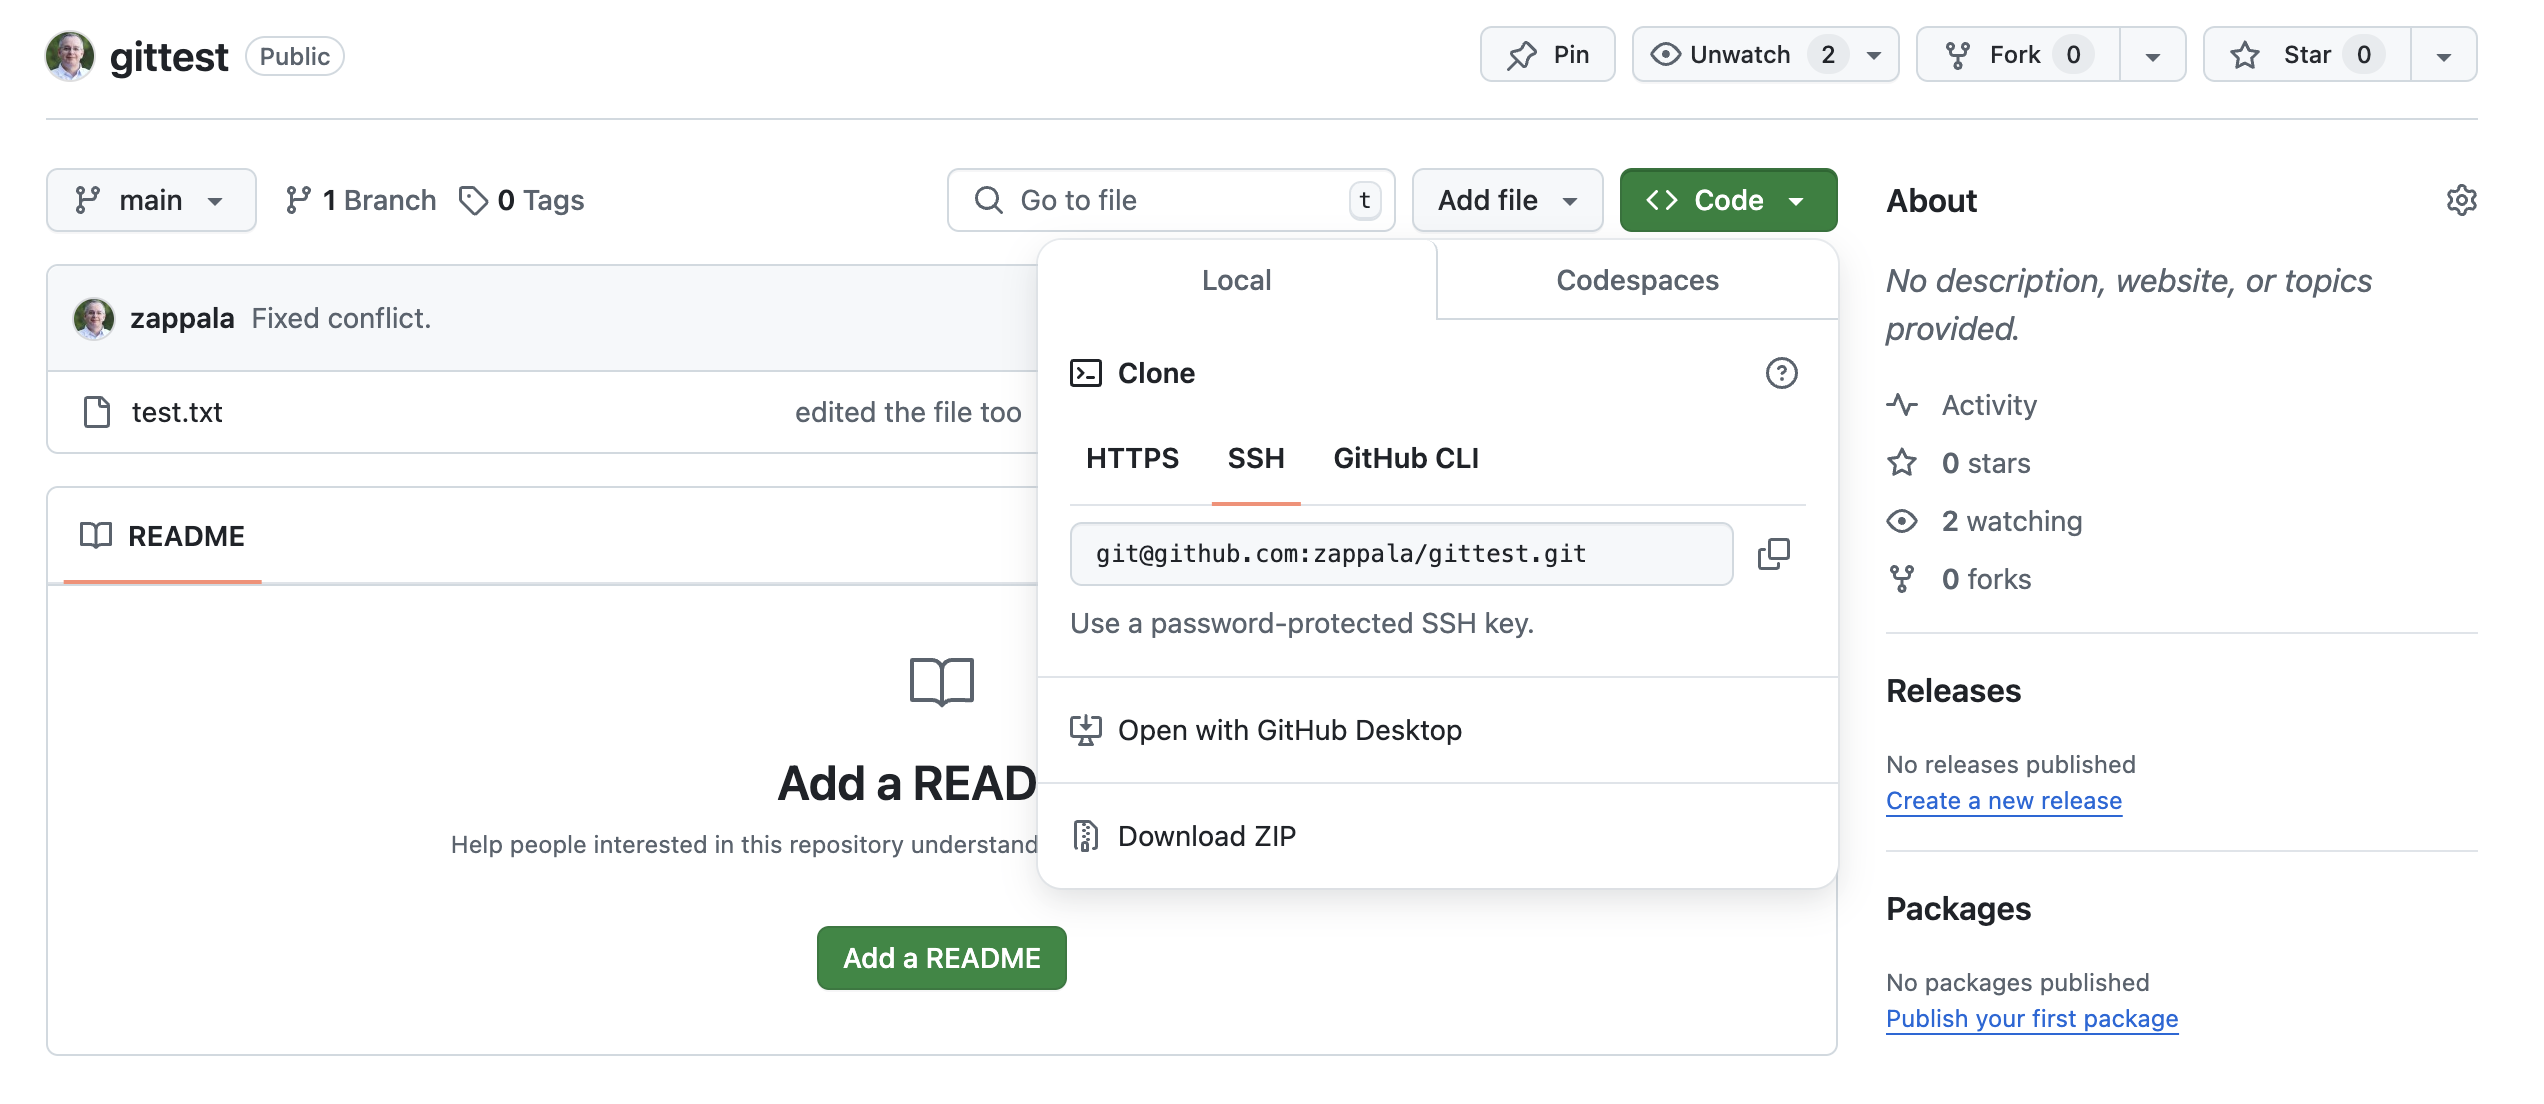 gittest Public
Pin
Unwatch 2
Fork 0
Star 0
main
1 Branch
0 Tags
Go to file t
Add file
Code
Local
Codespaces
Clone
HTTPS
SSH
GitHub CLI
git@github.com:zappala/gittest.git
Use a password-protected SSH key.
Open with GitHub Desktop
Download ZIP
zappala Fixed conflict.
test.txt
edited the file too
README
Add a READ
Help people interested in this repository understand
Add a README
About
No description, website, or topics
provided.
Activity
0 stars
2 watching
0 forks
Releases
No releases published
Create a new release
Packages
No packages published
Publish your first package